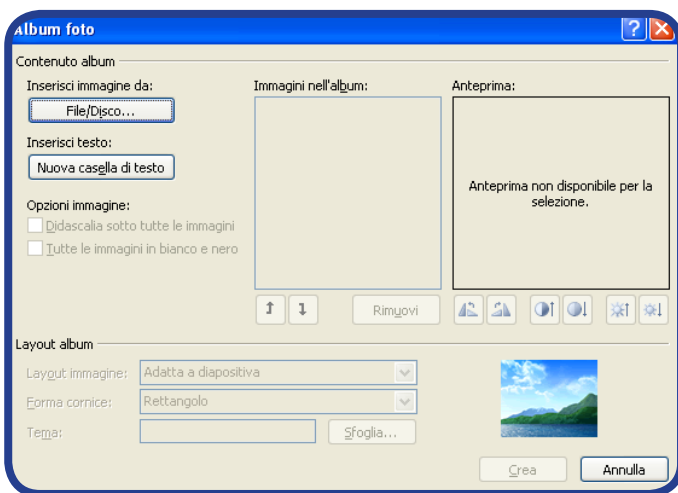 Album foto
Contenuto album
Inserisci immagine da:
File/Disco...
Inserisci testo:
Nuova casella di testo
Opzioni immagine:
Didascalia sotto tutte le immagini
Tutte le immagini in bianco e nero
Immagini nell'album:
Rimuovi
Anteprima:
Anteprima non disponibile per la
selezione.
Layout album
Layout immagine:
Adatta a diapositiva
Forma cornice:
Rettangolo
Tema:
Sfoglia...
Crea
Annulla